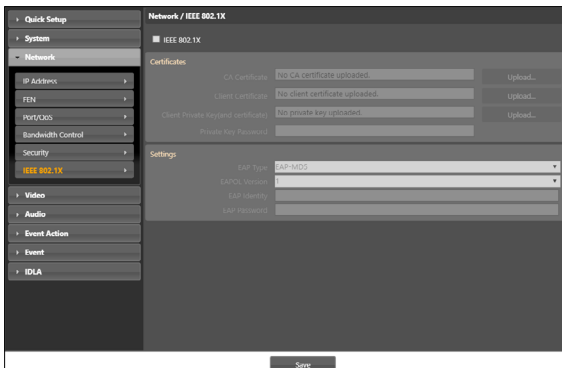 Quick Setup
System
Network
IP Address
FEN
Port/QoS
Bandwidth Control
Security
IEEE 802.1X
Video
Audio
Event Action
Event
IDLA
Network / IEEE 802.1X
IEEE 802.1X
Certificates
CA Certificate No CA certificate uploaded. Upload...
Client Certificate No client certificate uploaded. Upload...
Client Private Key(and certificate) No private key uploaded. Upload...
Private Key Password
Settings
EAP Type EAP-MD5
EAPOL Version 1
EAP Identity
EAP Password
Save